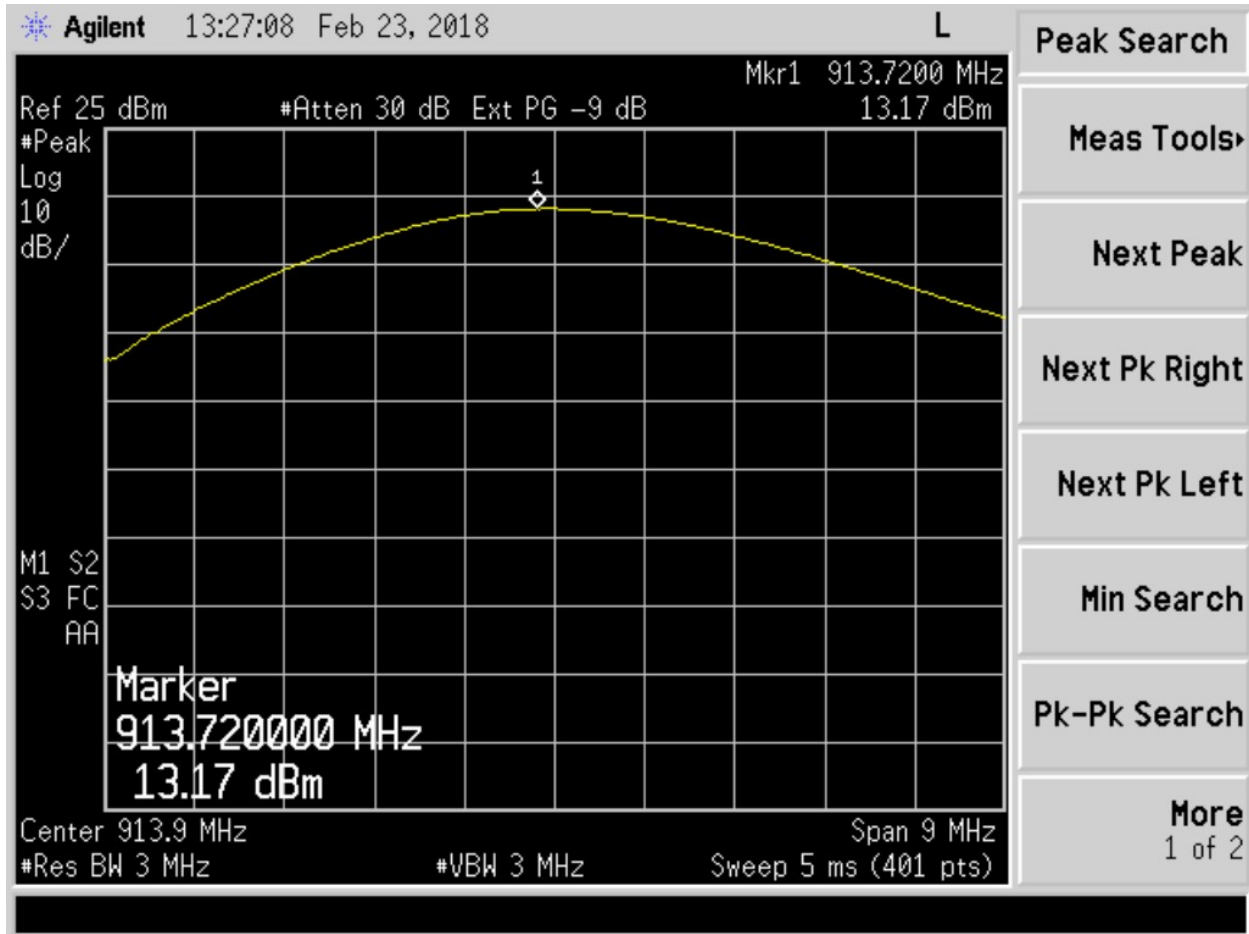 Agilent 13:27:08 Feb 23, 2018 L
Mkr1 913.7200 MHz
Ref 25 dBm #Atten 30 dB Ext PG -9 dB 13.17 dBm
#Peak
Log
10
dB/
1
M1 S2
S3 FC
AA
Marker
913.720000 MHz
13.17 dBm
Center 913.9 MHz Span 9 MHz
#Res BW 3 MHz #VBW 3 MHz Sweep 5 ms (401 pts)
Peak Search
Meas Tools
Next Peak
Next Pk Right
Next Pk Left
Min Search
Pk-Pk Search
More
1 of 2